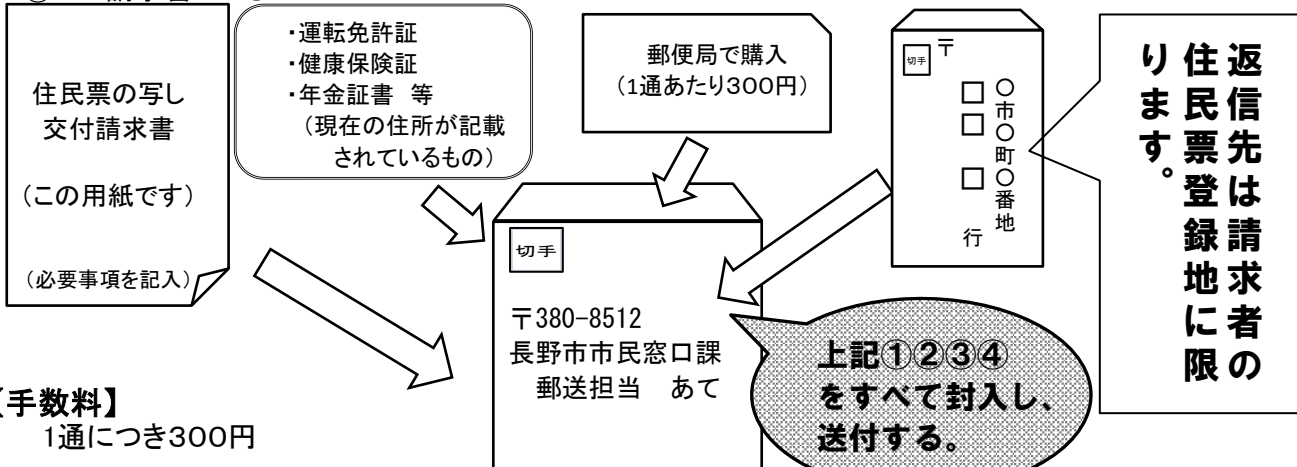 住民票の写し
交付請求書
(この用紙です)
(必要事項を記入)
・運転免許証
・健康保険証
・年金証書 等
(現在の住所が記載
されているもの)
郵便局で購入
(1通あたり300円)
切手
〒
○市○町○番地
□□ □ 行
返信先は請求者の
住民票登録地に限
ります。
切手
〒380-8512
長野市市民窓口課
郵送担当 あて
上記①②③④
をすべて封入し、
送付する。
【手数料】
1通につき300円